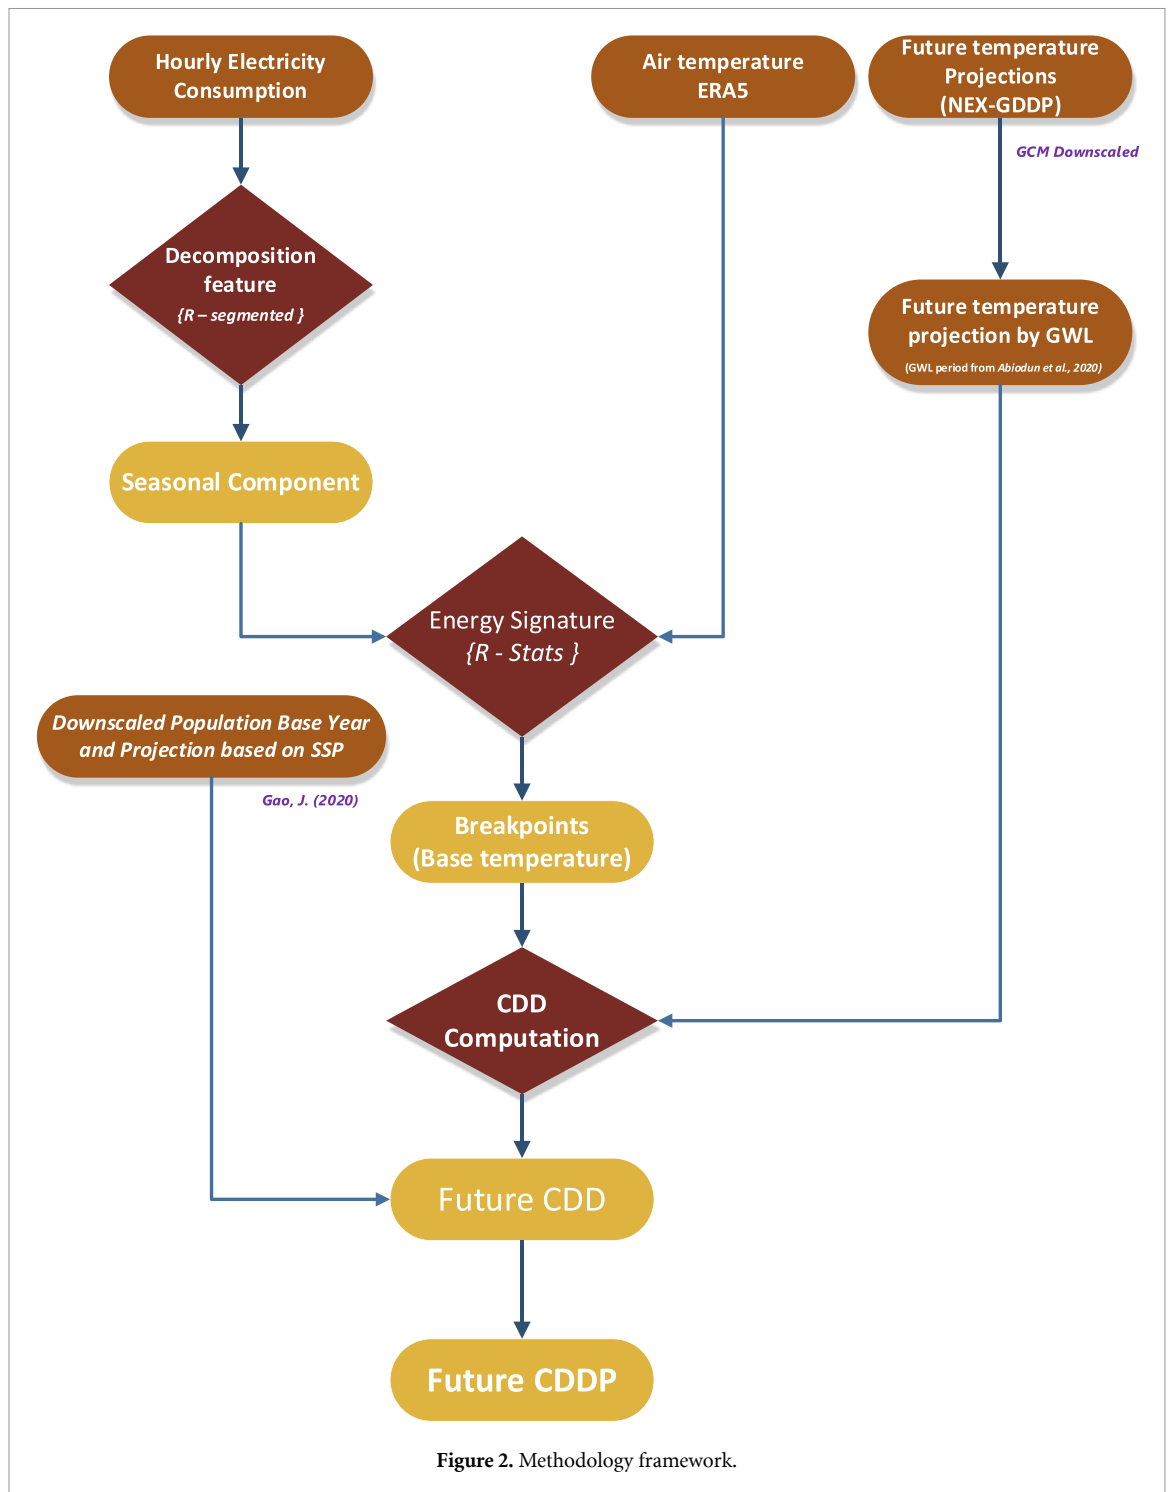 Hourly Electricity
Consumption
Air temperature
ERA5
Future temperature
Projections
(NEX-GDDP)
GCM Downscaled
Decomposition
feature
{R – segmented }
Future temperature
projection by GWL
(GWL period from Abiodun et al., 2020)
Seasonal Component
Energy Signature
{R - Stats }
Downscaled Population Base Year
and Projection based on SSP
Gao, J. (2020)
Breakpoints
(Base temperature)
CDD
Computation
Future CDD
Future CDDP
Figure 2. Methodology framework.